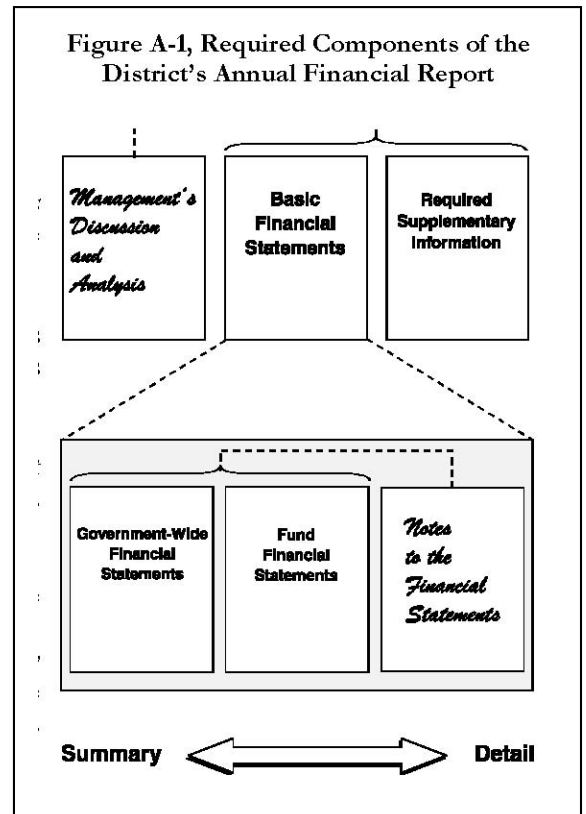 Figure A-1, Required Components of the
District's Annual Financial Report
Management's
Discussion
and
Analysis
Basic
Financial
Statements
Required
Supplementary
Information
Government-Wide
Financial
Statements
Fund
Financial
Statements
Notes
to the
Financial
Statements
Summary
Detail